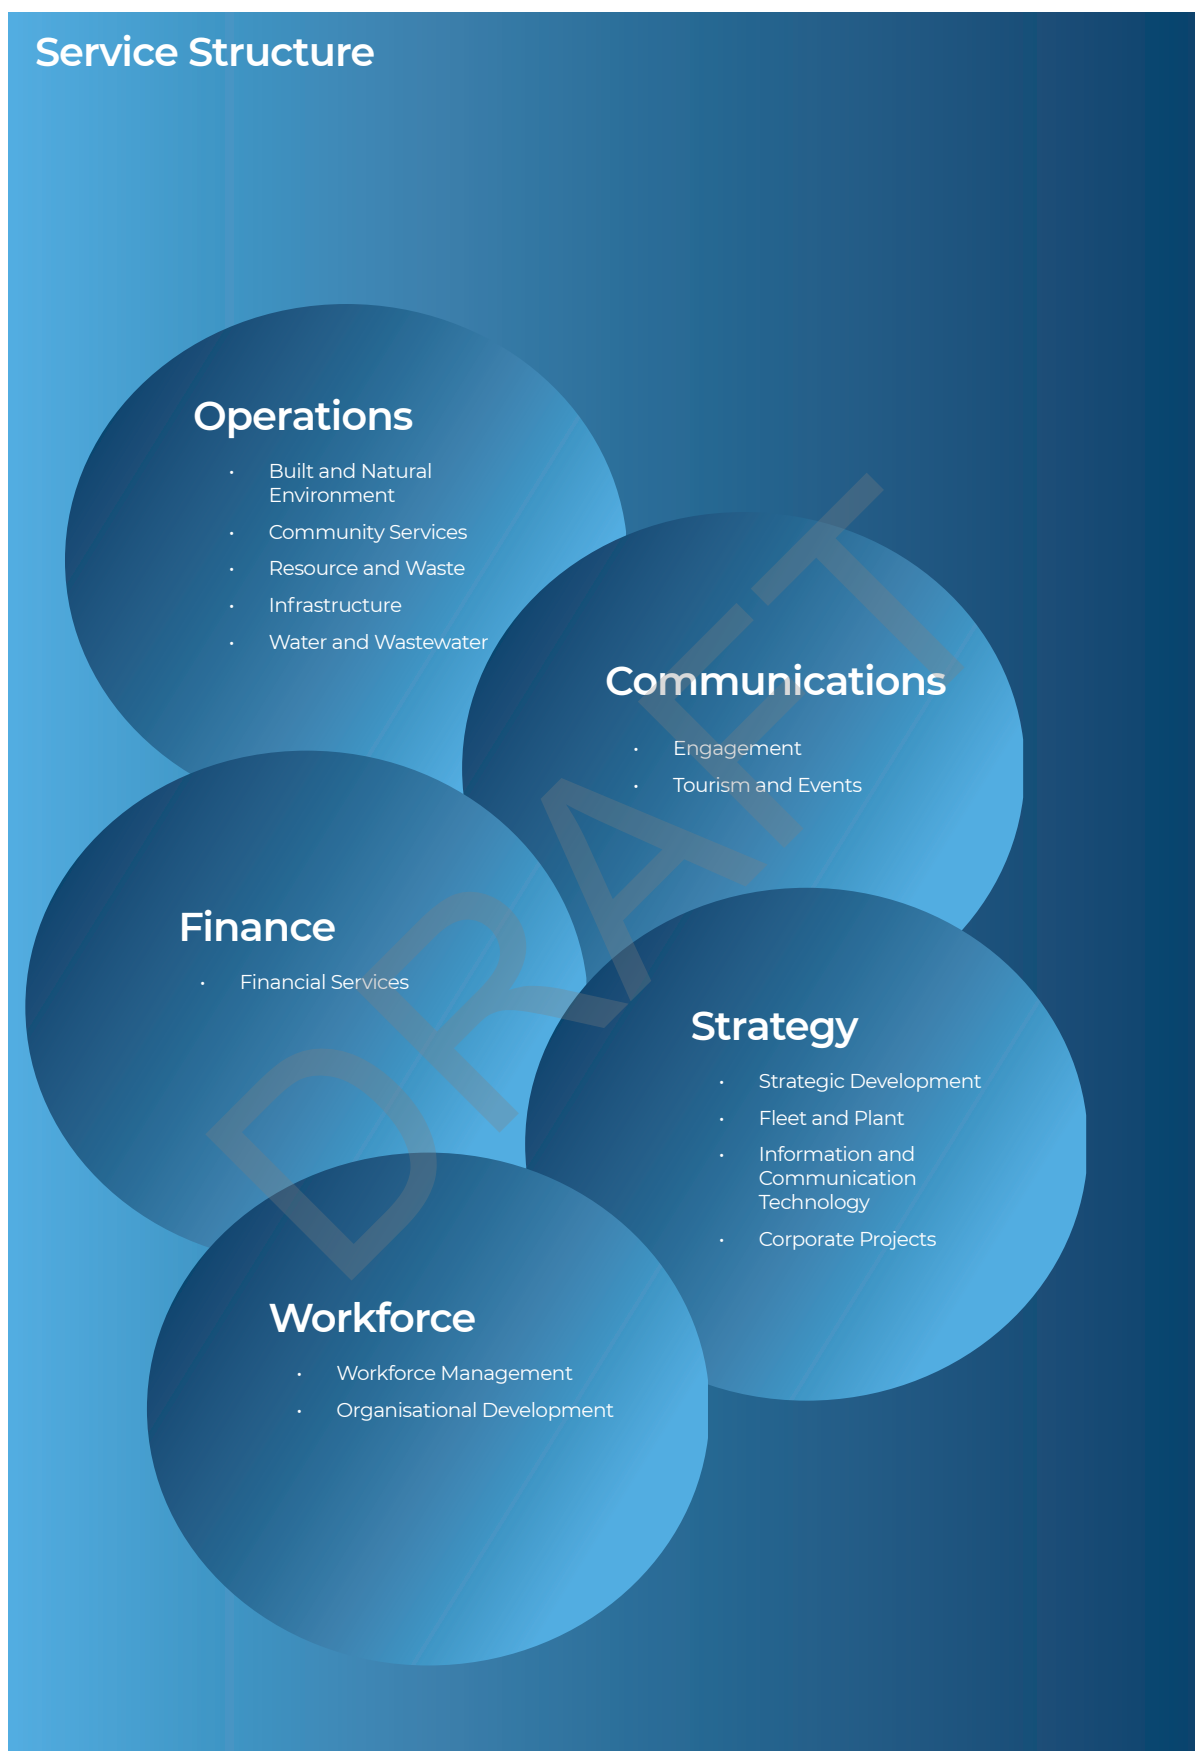 Service Structure
Operations
• Built and Natural
Environment
• Community Services
• Resource and Waste
• Infrastructure
• Water and Wastewater
Communications
• Engagement
• Tourism and Events
Finance
• Financial Services
Strategy
• Strategic Development
• Fleet and Plant
• Information and
Communication
Technology
• Corporate Projects
Workforce
• Workforce Management
• Organisational Development
DRAFT